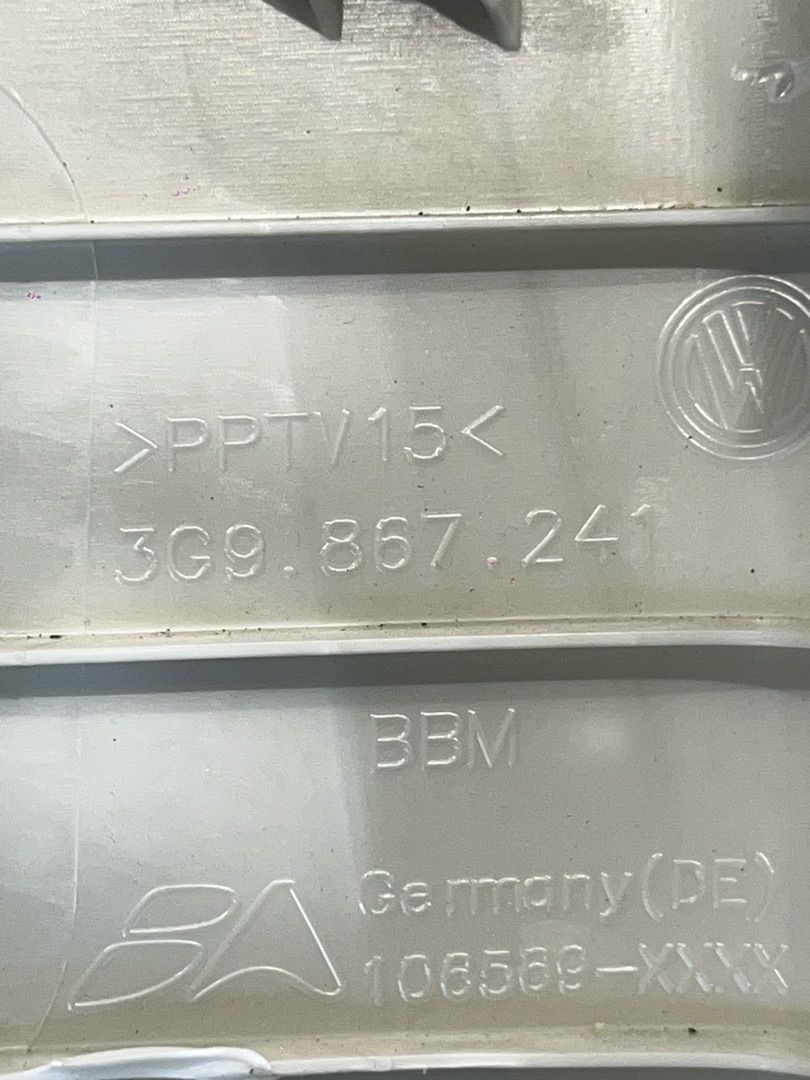 >PPTV15<
3G9.867.241
BBM
Germany(DE)
106569-XXXX